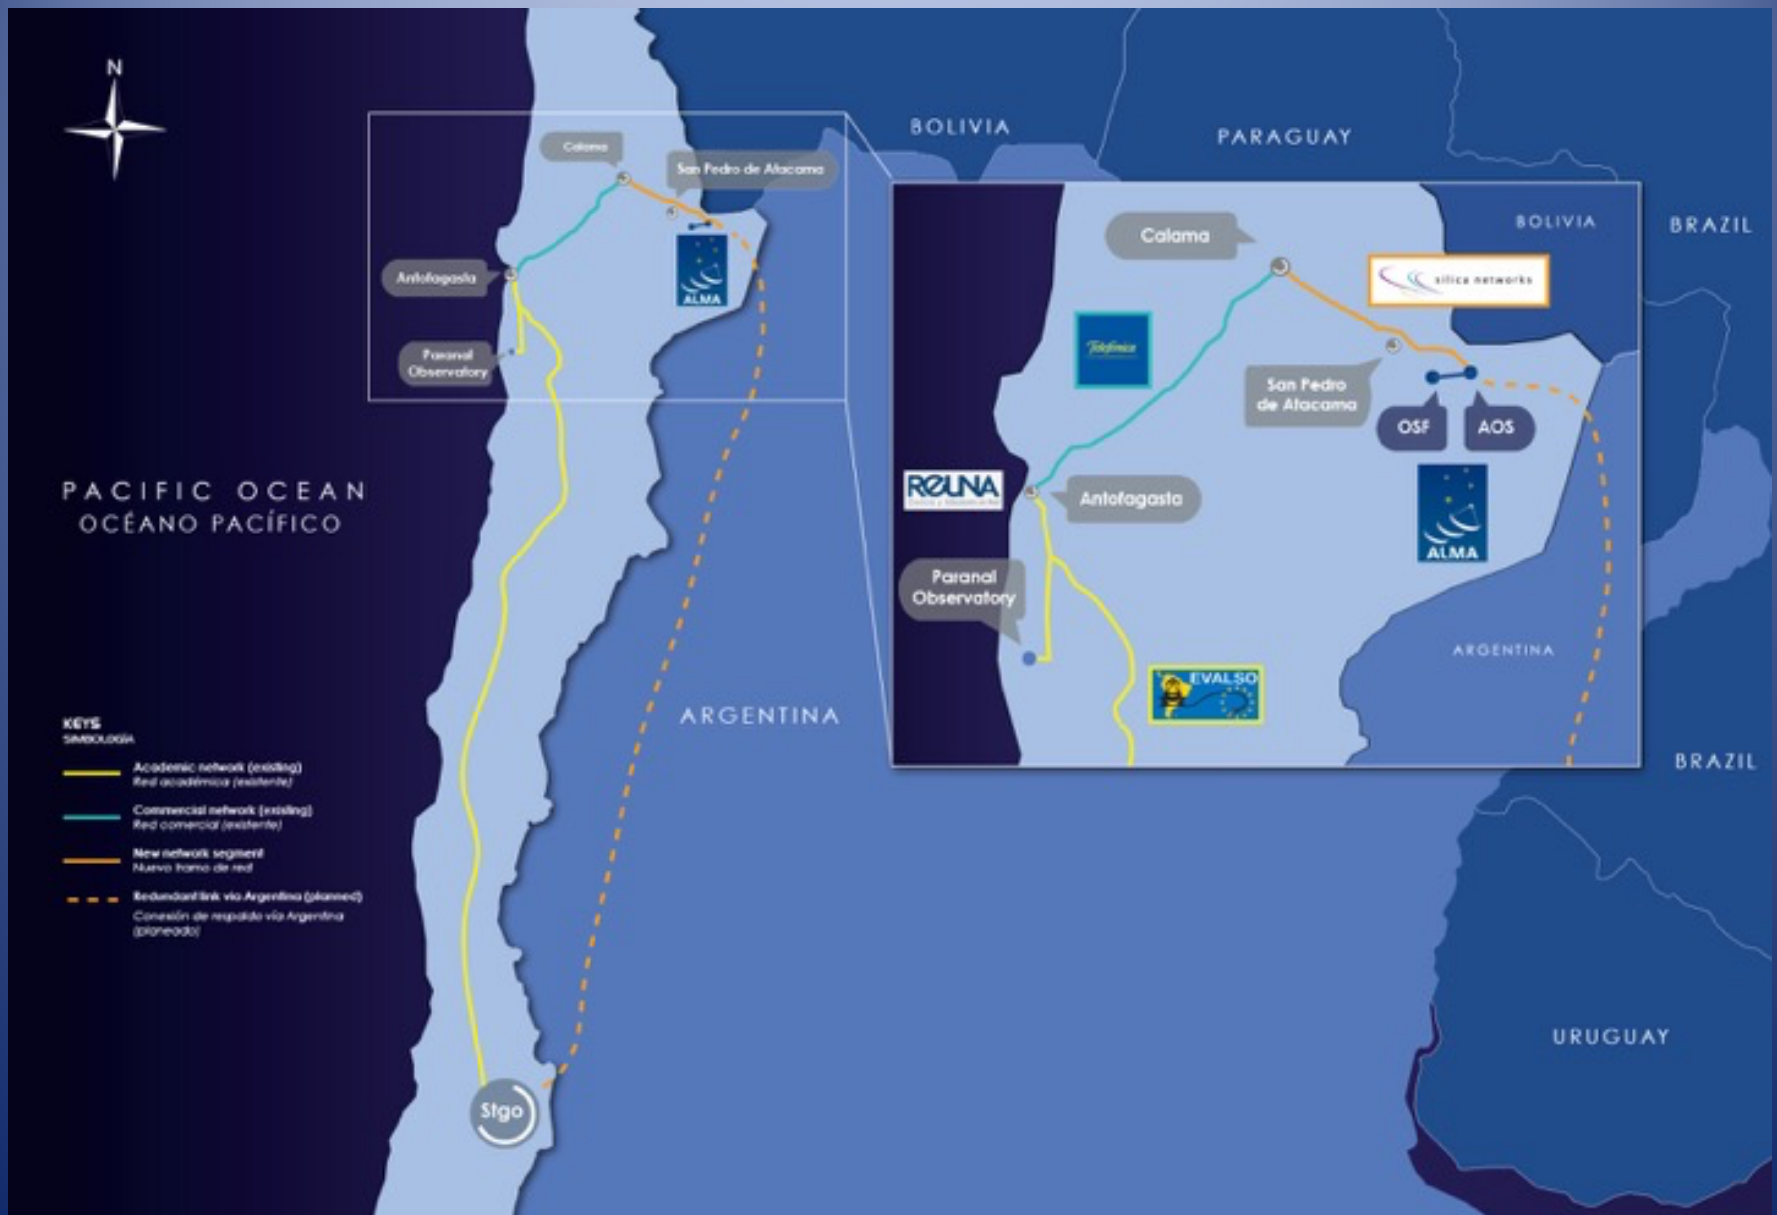 N
BOLIVIA
PARAGUAY
Calama
San Pedro de Atacama
BOLIVIA
BRAZIL
Calama
silica networks
Antofagasta
ALMA
Telefónica
Paranal
Observatory
San Pedro
de Atacama
OSF
AOS
PACIFIC OCEAN
OCÉANO PACÍFICO
REUNA
Antofagasta
ALMA
Paranal
Observatory
ARGENTINA
EVALSO
ARGENTINA
KEYS
SIMBOLOGÍA
BRAZIL
Academic network (existing)
Red académica (existente)
Commercial network (existing)
Red comercial (existente)
New network segment
Nuevo tramo de red
Redundant link via Argentina (planned)
Conexión de respaldo vía Argentina
(planeado)
URUGUAY
Stgo